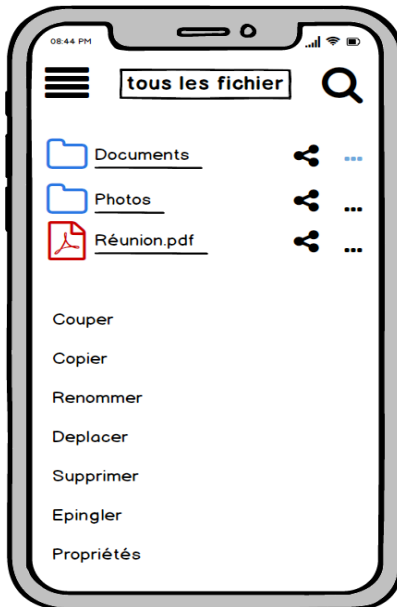 08:44 PM
tous les fichier
Documents
...
Photos
...
Réunion.pdf
...
Couper
Copier
Renommer
Deplacer
Supprimer
Epingler
Propriétés